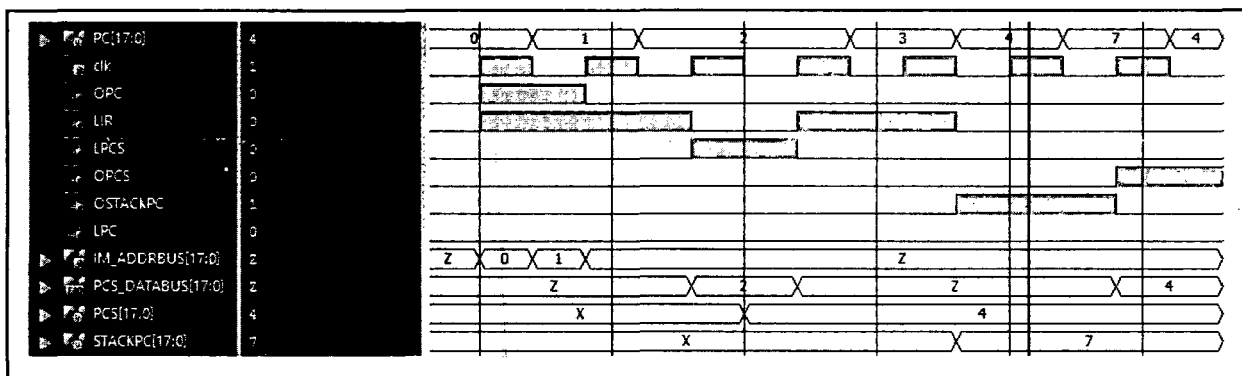 PC[17:0] 4 0 1 2 3 4 7 4
clk 1
OPC 0
LIR 0
LPCS 0
OPCS 0
OSTACKPC 1
LPC 0
IM_ADDRBUS[17:0] Z Z 0 1 Z
PCS_DATABUS[17:0] Z Z 2 Z 4
PCS[17:0] 4 X 4
STACKPC[17:0] 7 X 7